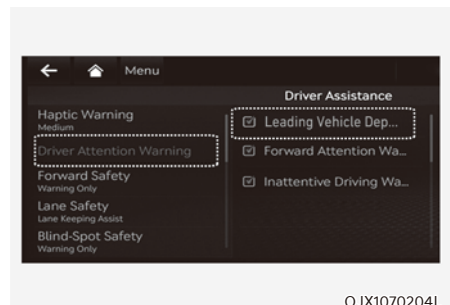 Menu
Driver Assistance
Haptic Warning
Medium
Driver Attention Warning
Forward Safety
Warning Only
Lane Safety
Lane Keeping Assist
Blind-Spot Safety
Warning Only
Leading Vehicle Dep...
Forward Attention Wa...
Inattentive Driving Wa...
OJX1070204L